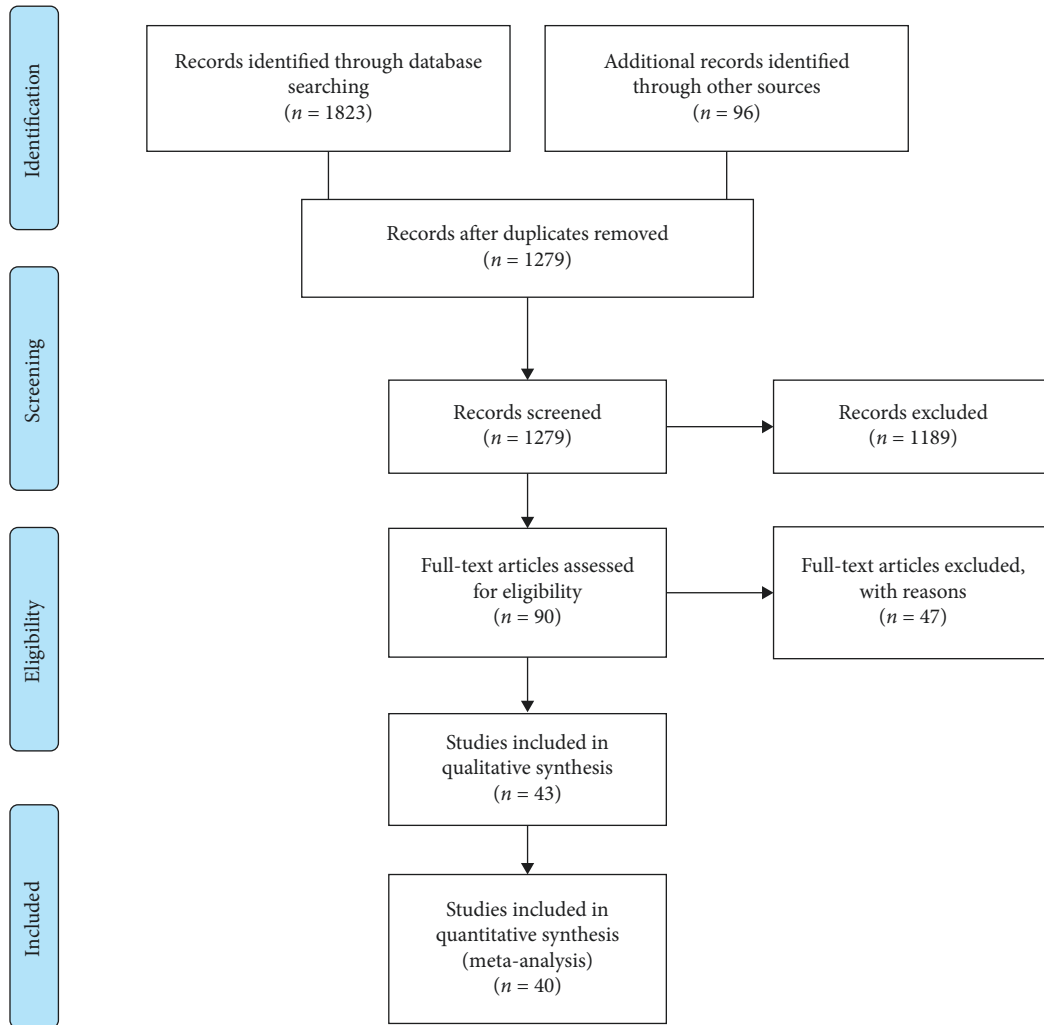 Identification
Records identified through database
searching
(n = 1823)
Additional records identified
through other sources
(n = 96)
Records after duplicates removed
(n = 1279)
Screening
Records screened
(n = 1279)
Records excluded
(n = 1189)
Eligibility
Full-text articles assessed
for eligibility
(n = 90)
Full-text articles excluded,
with reasons
(n = 47)
Studies included in
qualitative synthesis
(n = 43)
Included
Studies included in
quantitative synthesis
(meta-analysis)
(n = 40)